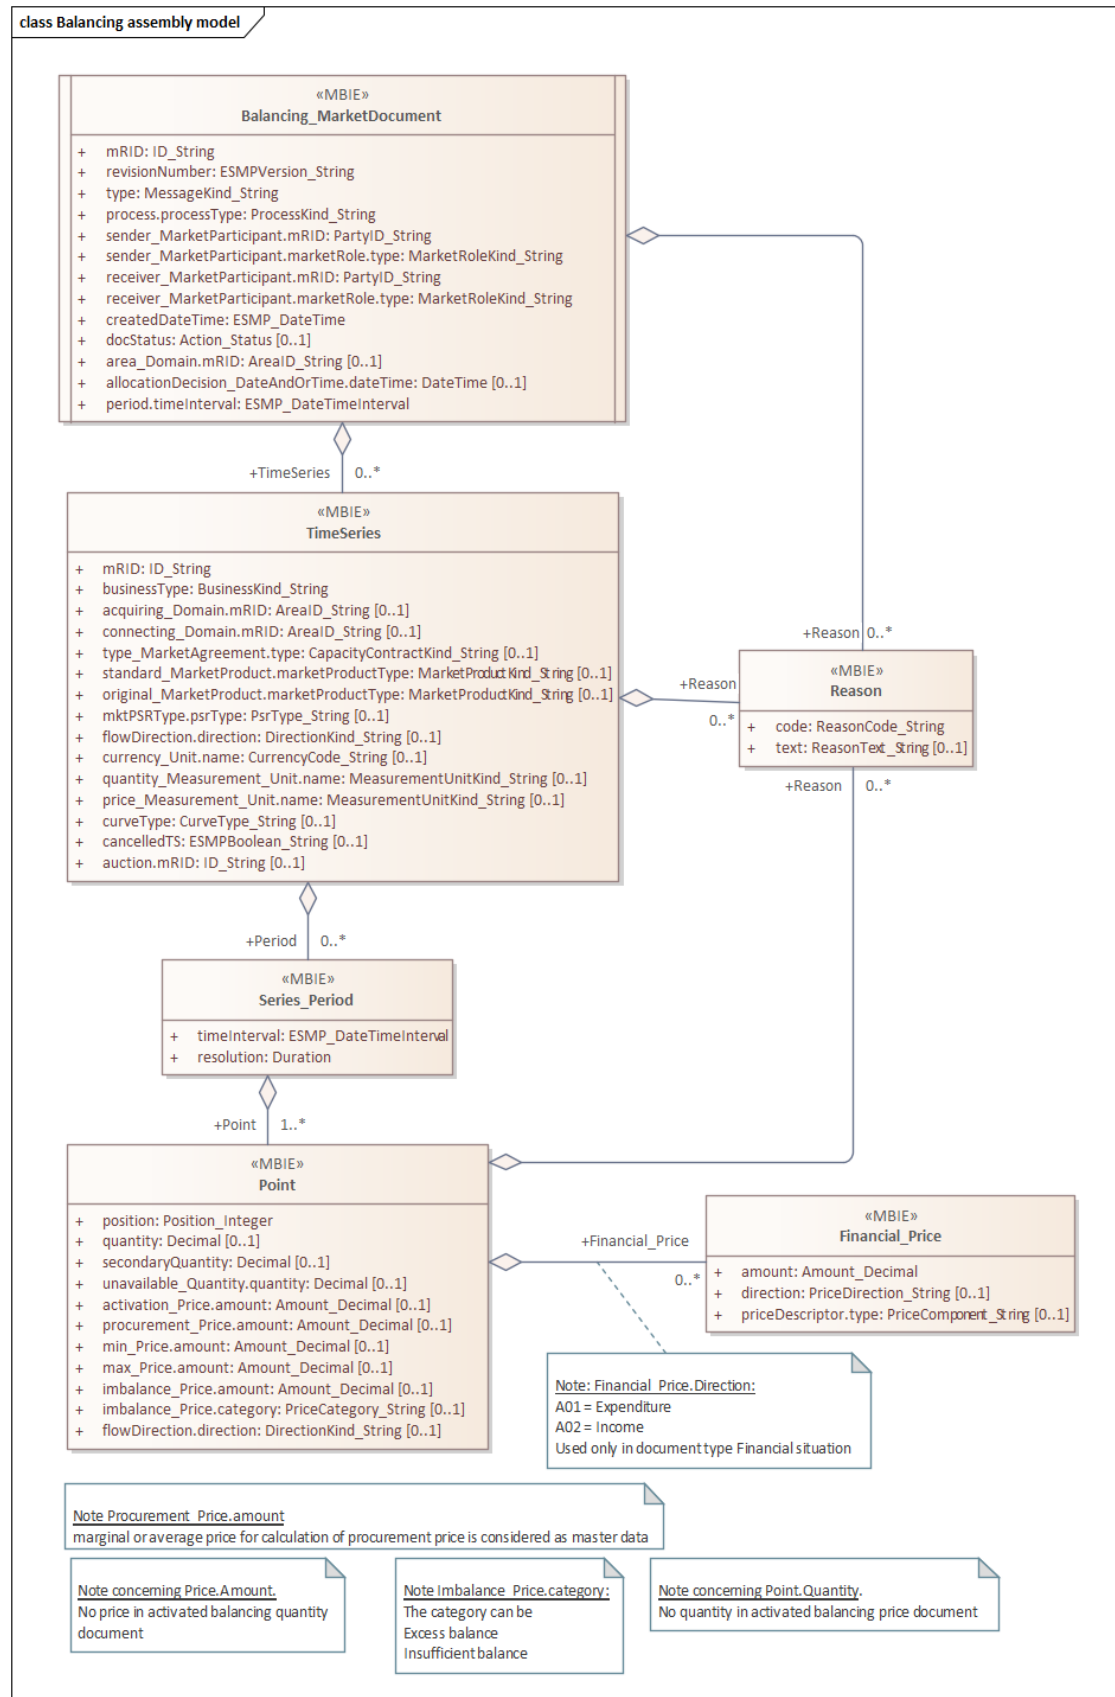 class Balancing assembly model
«MBIE»
Balancing_MarketDocument
+ mRID: ID_String
+ revisionNumber: ESMPVersion_String
+ type: MessageKind_String
+ process.processType: ProcessKind_String
+ sender_MarketParticipant.mRID: PartyID_String
+ sender_MarketParticipant.marketRole.type: MarketRoleKind_String
+ receiver_MarketParticipant.mRID: PartyID_String
+ receiver_MarketParticipant.marketRole.type: MarketRoleKind_String
+ createdDateTime: ESMP_DateTime
+ docStatus: Action_Status [0..1]
+ area_Domain.mRID: AreaID_String [0..1]
+ allocationDecision_DateAndOrTime.dateTime: DateTime [0..1]
+ period.timeInterval: ESMP_DateTimeInterval
+TimeSeries 0..*
«MBIE»
TimeSeries
+ mRID: ID_String
+ businessType: BusinessKind_String
+ acquiring_Domain.mRID: AreaID_String [0..1]
+ connecting_Domain.mRID: AreaID_String [0..1]
+ type_MarketAgreement.type: CapacityContractKind_String [0..1]
+ standard_MarketProduct.marketProductType: MarketProductKind_String [0..1]
+ original_MarketProduct.marketProductType: MarketProductKind_String [0..1]
+ mktPSRType.psrType: PsrType_String [0..1]
+ flowDirection.direction: DirectionKind_String [0..1]
+ currency_Unit.name: CurrencyCode_String [0..1]
+ quantity_Measurement_Unit.name: MeasurementUnitKind_String [0..1]
+ price_Measurement_Unit.name: MeasurementUnitKind_String [0..1]
+ curveType: CurveType_String [0..1]
+ cancelledTS: ESMPBoolean_String [0..1]
+ auction.mRID: ID_String [0..1]
+Reason 0..*
+Reason
0..*
«MBIE»
Reason
+ code: ReasonCode_String
+ text: ReasonText_String [0..1]
+Reason 0..*
+Period 0..*
«MBIE»
Series_Period
+ timeInterval: ESMP_DateTimeInterval
+ resolution: Duration
+Point 1..*
«MBIE»
Point
+ position: Position_Integer
+ quantity: Decimal [0..1]
+ secondaryQuantity: Decimal [0..1]
+ unavailable_Quantity.quantity: Decimal [0..1]
+ activation_Price.amount: Amount_Decimal [0..1]
+ procurement_Price.amount: Amount_Decimal [0..1]
+ min_Price.amount: Amount_Decimal [0..1]
+ max_Price.amount: Amount_Decimal [0..1]
+ imbalance_Price.amount: Amount_Decimal [0..1]
+ imbalance_Price.category: PriceCategory_String [0..1]
+ flowDirection.direction: DirectionKind_String [0..1]
+Financial_Price
0..*
«MBIE»
Financial_Price
+ amount: Amount_Decimal
+ direction: PriceDirection_String [0..1]
+ priceDescriptor.type: PriceComponent_String [0..1]
Note: Financial_Price.Direction:
A01 = Expenditure
A02 = Income
Used only in document type Financial situation
Note Procurement_Price.amount
marginal or average price for calculation of procurement price is considered as master data
Note concerning Price.Amount.
No price in activated balancing quantity
document
Note Imbalance_Price.category:
The category can be
Excess balance
Insufficient balance
Note concerning Point.Quantity.
No quantity in activated balancing price document